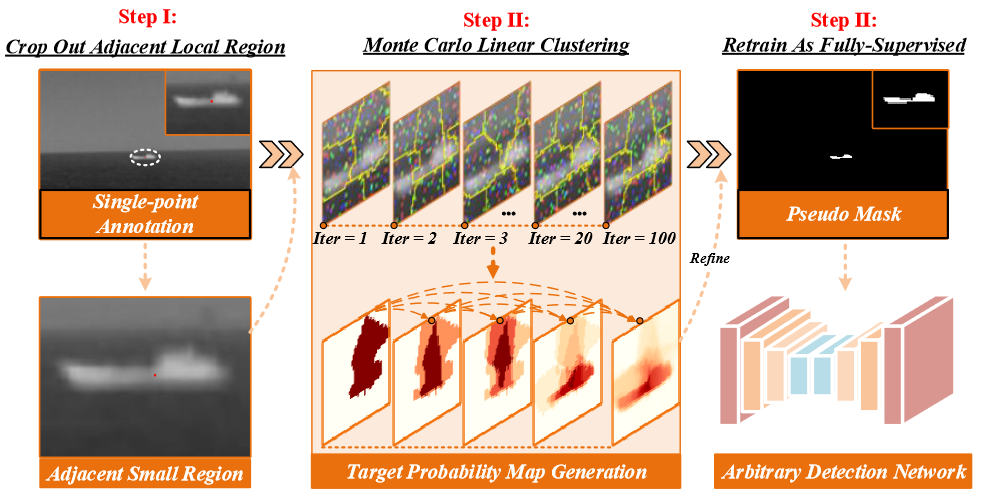 Step I:
Crop Out Adjacent Local Region
Single-point
Annotation
Adjacent Small Region
Step II:
Monte Carlo Linear Clustering
...
...
Iter = 1
Iter = 2
Iter = 3
Iter = 20
Iter = 100
Target Probability Map Generation
Refine
Step II:
Retrain As Fully-Supervised
Pseudo Mask
Arbitrary Detection Network